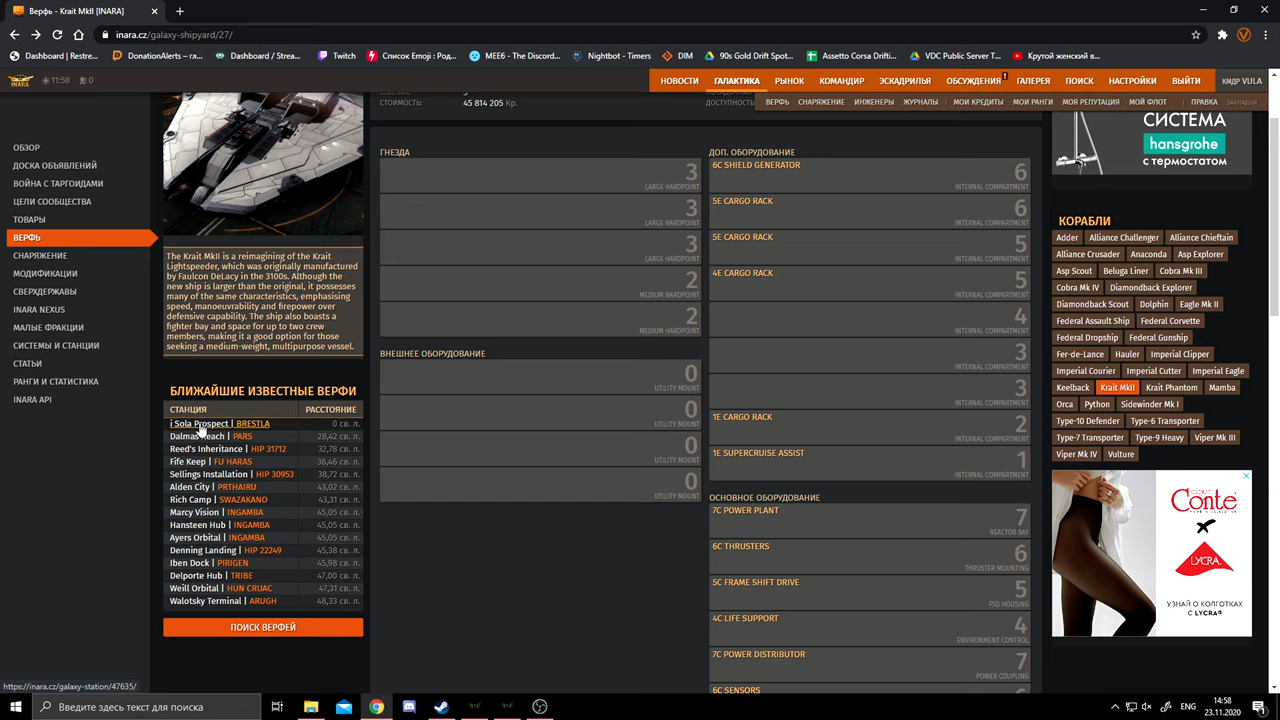 Верфь - Krait MkII [INARA]
inara.cz/galaxy-shipyard/27/
Dashboard | Restre...
DonationAlerts — г...
Dashboard / Strea...
Twitch
Список Emoji : Род...
MEE6 - The Discord...
Nightbot - Timers
DIM
90s Gold Drift Spot...
Assetto Corsa Drifti...
VDC Public Server T...
Крутой женский в...
INARA
11:58
0
НОВОСТИ
ГАЛАКТИКА
РЫНОК
КОМАНДИР
ЭСКАДРИЛЬЯ
ОБСУЖДЕНИЯ
ГАЛЕРЕЯ
ПОИСК
НАСТРОЙКИ
ВЫЙТИ
КМДР VULA
ВЕРФЬ
СНАРЯЖЕНИЕ
ИНЖЕНЕРЫ
ЖУРНАЛЫ
МОИ КРЕДИТЫ
МОИ РАНГИ
МОЯ РЕПУТАЦИЯ
МОЙ ФЛОТ
ПРАВКА
ЗАКЛАДКИ
СТОИМОСТЬ:
45 814 205 Кр.
ДОСТУПНОСТЬ
ОБЗОР
ДОСКА ОБЪЯВЛЕНИЙ
ВОЙНА С ТАРГОИДАМИ
ЦЕЛИ СООБЩЕСТВА
ТОВАРЫ
ВЕРФЬ
СНАРЯЖЕНИЕ
МОДИФИКАЦИИ
СВЕРХДЕРЖАВЫ
INARA NEXUS
МАЛЫЕ ФРАКЦИИ
СИСТЕМЫ И СТАНЦИИ
СТАТЬИ
РАНГИ И СТАТИСТИКА
INARA API
The Krait MkII is a reimagining of the Krait
Lightspeeder, which was originally manufactured
by Faulcon DeLacy in the 3100s. Although the
new ship is larger than the original, it possesses
many of the same characteristics, emphasising
speed, manoeuvrability and firepower over
defensive capability. The ship also boasts a
fighter bay and space for up to two crew
members, making it a good option for those
seeking a medium-weight, multipurpose vessel.
БЛИЖАЙШИЕ ИЗВЕСТНЫЕ ВЕРФИ
СТАНЦИЯ РАССТОЯНИЕ
i Sola Prospect | BRESTLA 0 св. л.
Dalmas Reach | PARS 28,42 св. л.
Reed's Inheritance | HIP 31712 32,78 св. л.
Fife Keep | FU HARAS 36,46 св. л.
Sellings Installation | HIP 30953 38,72 св. л.
Alden City | PRTHAIRU 43,02 св. л.
Rich Camp | SWAZAKANO 43,31 св. л.
Marcy Vision | INGAMBA 45,05 св. л.
Hansteen Hub | INGAMBA 45,05 св. л.
Ayers Orbital | INGAMBA 45,05 св. л.
Denning Landing | HIP 22249 45,38 св. л.
Iben Dock | PIRIGEN 45,98 св. л.
Delporte Hub | TRIBE 47,00 св. л.
Weill Orbital | HUN CRUAC 47,31 св. л.
Walotsky Terminal | ARUGH 48,33 св. л.
ПОИСК ВЕРФЕЙ
ГНЕЗДА
3
LARGE HARDPOINT
3
LARGE HARDPOINT
3
LARGE HARDPOINT
2
MEDIUM HARDPOINT
2
MEDIUM HARDPOINT
ВНЕШНЕЕ ОБОРУДОВАНИЕ
0
UTILITY MOUNT
0
UTILITY MOUNT
0
UTILITY MOUNT
0
UTILITY MOUNT
ДОП. ОБОРУДОВАНИЕ
6C SHIELD GENERATOR 6
INTERNAL COMPARTMENT
5E CARGO RACK 6
INTERNAL COMPARTMENT
5E CARGO RACK 5
INTERNAL COMPARTMENT
4E CARGO RACK 5
INTERNAL COMPARTMENT
4
INTERNAL COMPARTMENT
3
INTERNAL COMPARTMENT
3
INTERNAL COMPARTMENT
1E CARGO RACK 2
INTERNAL COMPARTMENT
1E SUPERCRUISE ASSIST 1
INTERNAL COMPARTMENT
ОСНОВНОЕ ОБОРУДОВАНИЕ
7C POWER PLANT 7
REACTOR BAY
6C THRUSTERS 6
THRUSTER MOUNTING
5C FRAME SHIFT DRIVE 5
FSD HOUSING
4C LIFE SUPPORT 4
ENVIRONMENT CONTROL
7C POWER DISTRIBUTOR 7
POWER COUPLING
6C SENSORS
СИСТЕМА
hansgrohe
с термостатом
КОРАБЛИ
Adder Alliance Challenger Alliance Chieftain
Alliance Crusader Anaconda Asp Explorer
Asp Scout Beluga Liner Cobra Mk III
Cobra Mk IV Diamondback Explorer
Diamondback Scout Dolphin Eagle Mk II
Federal Assault Ship Federal Corvette
Federal Dropship Federal Gunship
Fer-de-Lance Hauler Imperial Clipper
Imperial Courier Imperial Cutter Imperial Eagle
Keelback Krait MkII Krait Phantom Mamba
Orca Python Sidewinder Mk I
Type-10 Defender Type-6 Transporter
Type-7 Transporter Type-9 Heavy Viper Mk III
Viper Mk IV Vulture
Conte
LYCRA
УЗНАЙ О КОЛГОТКАХ
С LYCRA®
https://inara.cz/galaxy-station/47635/
Введите здесь текст для поиска
ENG
14:58
23.11.2020
1